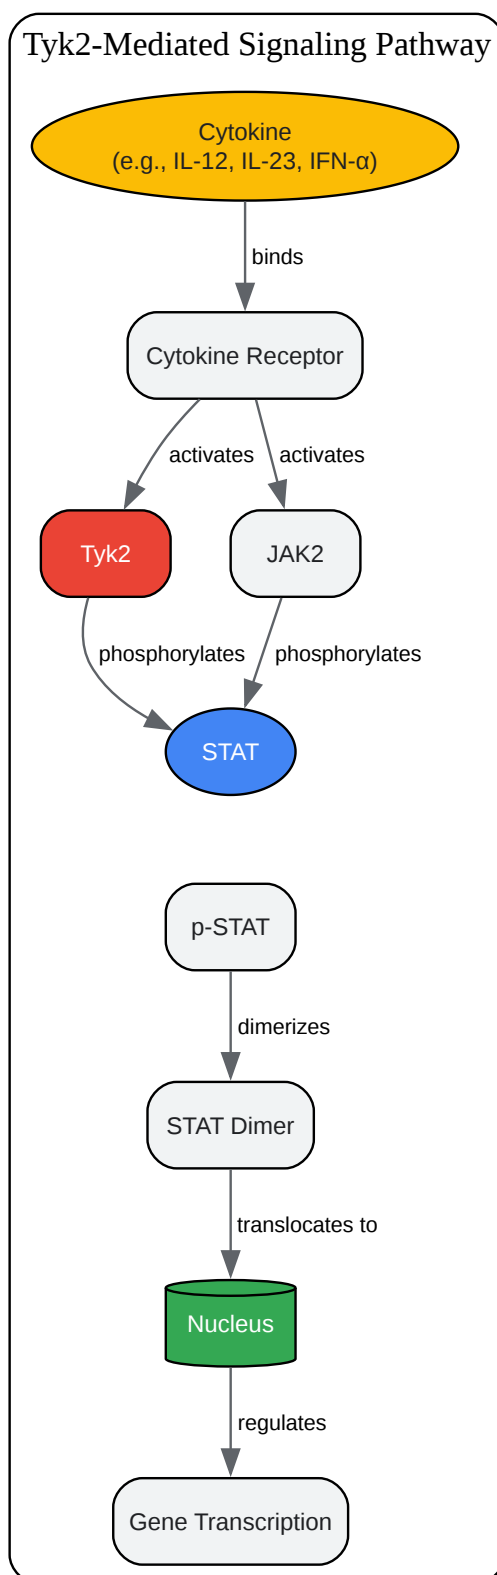 Tyk2-Mediated Signaling Pathway
Cytokine
(e.g., IL-12, IL-23, IFN-α)
binds
Cytokine Receptor
activates
activates
Tyk2
JAK2
phosphorylates
phosphorylates
STAT
p-STAT
dimerizes
STAT Dimer
translocates to
Nucleus
regulates
Gene Transcription